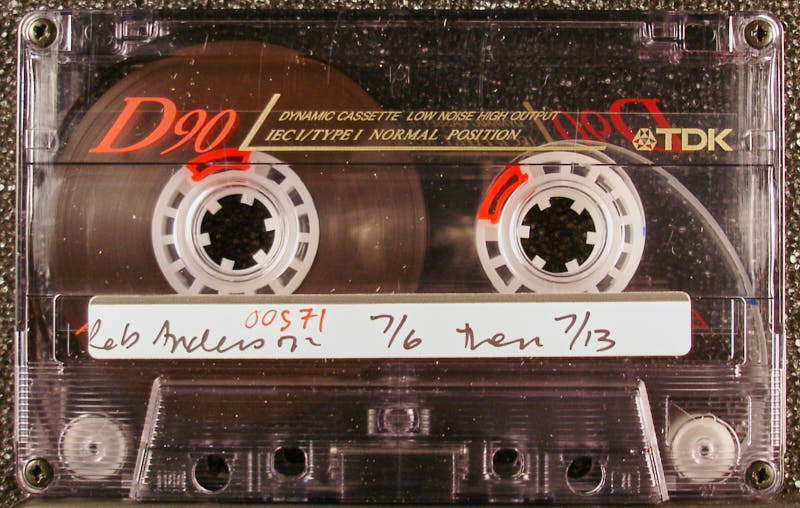 D90 DYNAMIC CASSETTE LOW NOISE HIGH OUTPUT
IEC I/TYPE I NORMAL POSITION
TDK
D90
00571
Reb Anderson 7/6 then 7/13